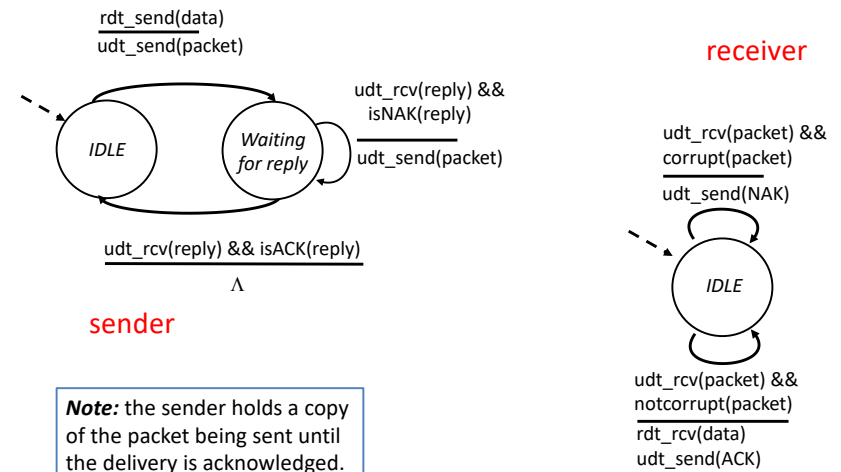 rdt_send(data)
udt_send(packet)
IDLE
Waiting
for reply
udt_rcv(reply) &&
isNAK(reply)
udt_send(packet)
udt_rcv(reply) && isACK(reply)
Λ
sender
Note: the sender holds a copy
of the packet being sent until
the delivery is acknowledged.
receiver
udt_rcv(packet) &&
corrupt(packet)
udt_send(NAK)
IDLE
udt_rcv(packet) &&
notcorrupt(packet)
rdt_rcv(data)
udt_send(ACK)